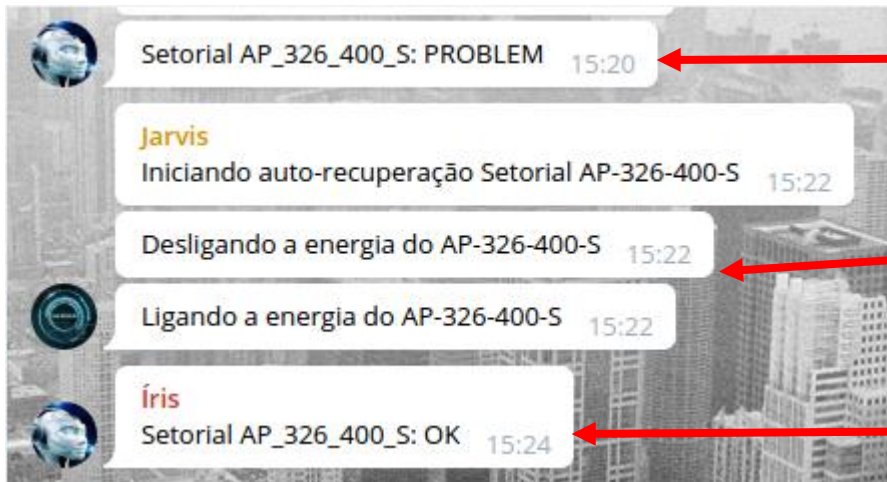 Setorial AP_326_400_S: PROBLEM 15:20
Jarvis
Iniciando auto-recuperação Setorial AP-326-400-S 15:22
Desligando a energia do AP-326-400-S 15:22
Ligando a energia do AP-326-400-S 15:22
Íris
Setorial AP_326_400_S: OK 15:24